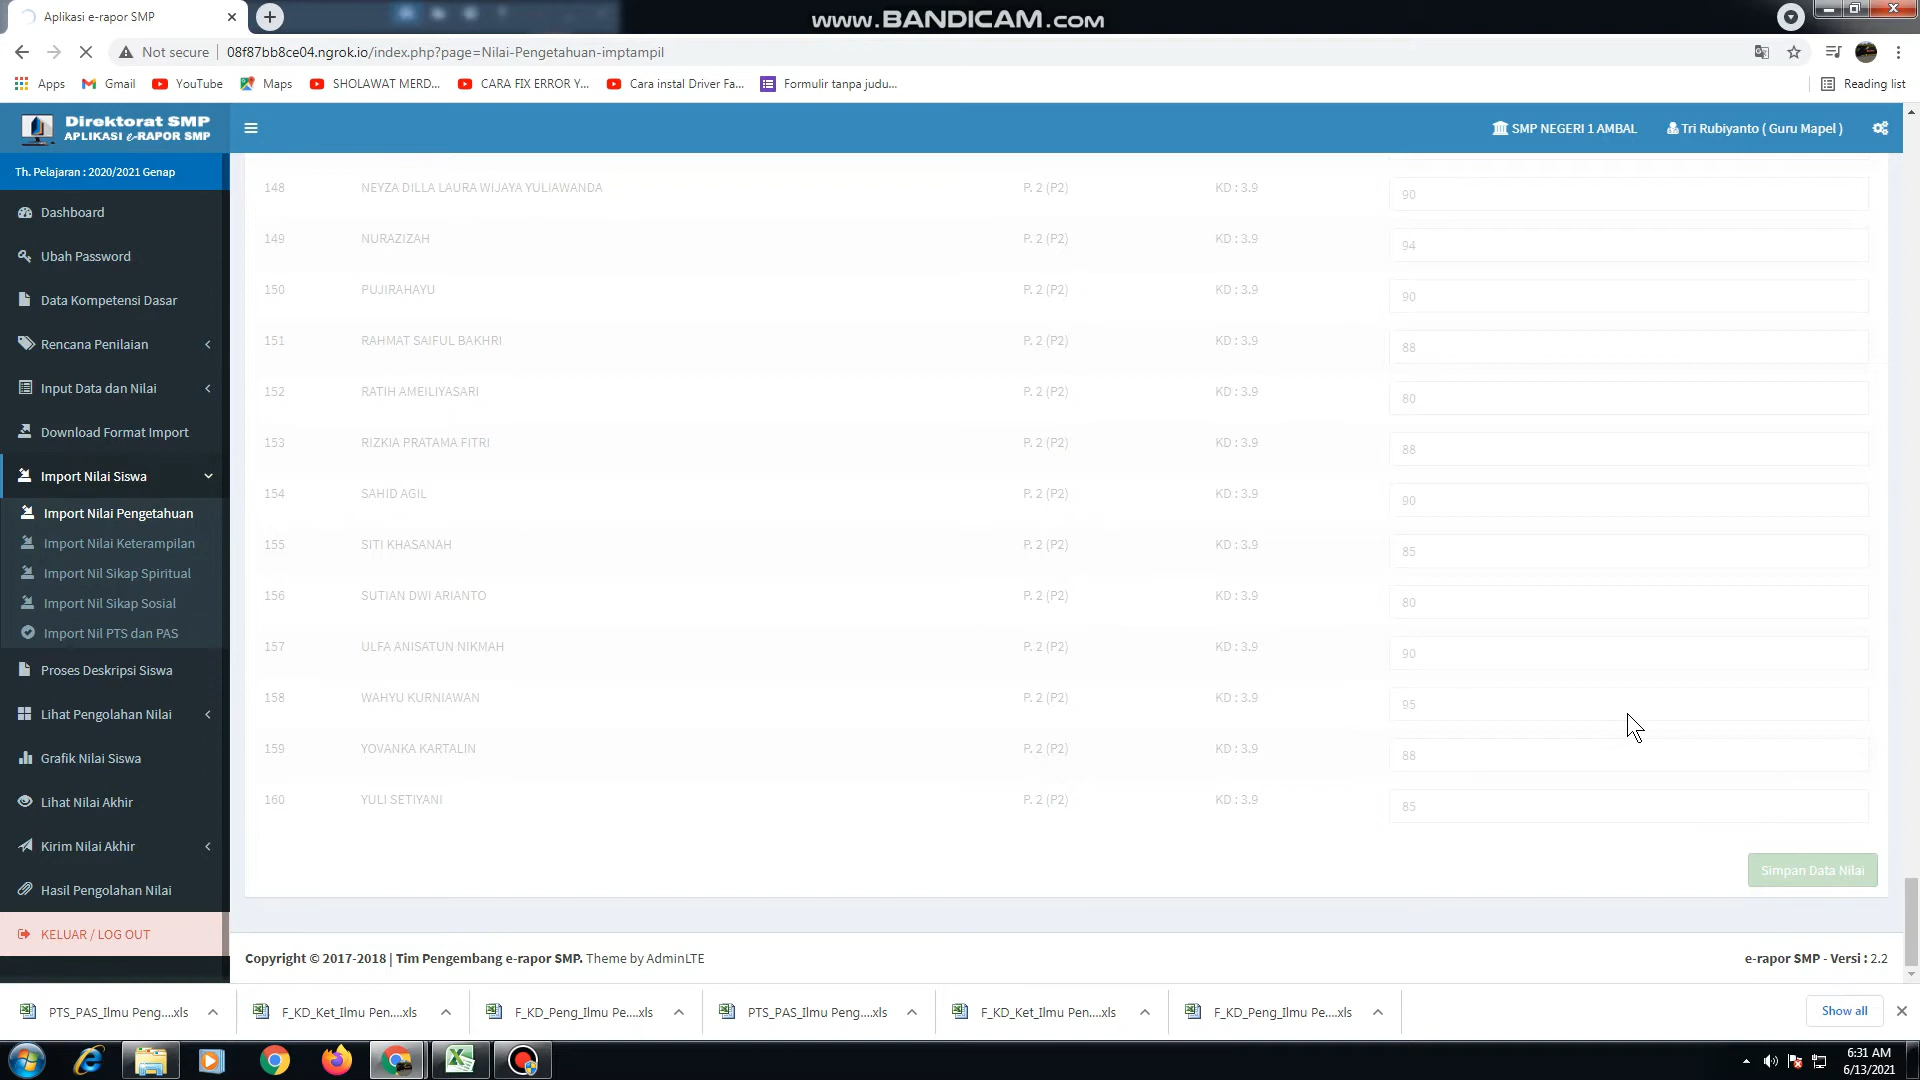 Aplikasi e-rapor SMP
www.BANDICAM.com
Not secure
08f87bb8ce04.ngrok.io/index.php?page=Nilai-Pengetahuan-imptampil
Apps
Gmail
YouTube
Maps
SHOLAWAT MERD...
CARA FIX ERROR Y...
Cara instal Driver Fa...
Formulir tanpa judu...
Reading list
Direktorat SMP
APLIKASI e-RAPOR SMP
SMP NEGERI 1 AMBAL
Tri Rubiyanto ( Guru Mapel )
Th. Pelajaran : 2020/2021 Genap
Dashboard
Ubah Password
Data Kompetensi Dasar
Rencana Penilaian
Input Data dan Nilai
Download Format Import
Import Nilai Siswa
Import Nilai Pengetahuan
Import Nilai Keterampilan
Import Nil Sikap Spiritual
Import Nil Sikap Sosial
Import Nil PTS dan PAS
Proses Deskripsi Siswa
Lihat Pengolahan Nilai
Grafik Nilai Siswa
Lihat Nilai Akhir
Kirim Nilai Akhir
Hasil Pengolahan Nilai
KELUAR / LOG OUT
148 NEYZA DILLA LAURA WIJAYA YULIAWANDA P. 2 (P2) KD : 3.9 90
149 NURAZIZAH P. 2 (P2) KD : 3.9 94
150 PUJIRAHAYU P. 2 (P2) KD : 3.9 90
151 RAHMAT SAIFUL BAKHRI P. 2 (P2) KD : 3.9 88
152 RATIH AMEILIYASARI P. 2 (P2) KD : 3.9 80
153 RIZKIA PRATAMA FITRI P. 2 (P2) KD : 3.9 88
154 SAHID AGIL P. 2 (P2) KD : 3.9 90
155 SITI KHASANAH P. 2 (P2) KD : 3.9 85
156 SUTIAN DWI ARIANTO P. 2 (P2) KD : 3.9 80
157 ULFA ANISATUN NIKMAH P. 2 (P2) KD : 3.9 90
158 WAHYU KURNIAWAN P. 2 (P2) KD : 3.9 95
159 YOVANKA KARTALIN P. 2 (P2) KD : 3.9 88
160 YULI SETIYANI P. 2 (P2) KD : 3.9 85
Simpan Data Nilai
Copyright © 2017-2018 | Tim Pengembang e-rapor SMP. Theme by AdminLTE
e-rapor SMP - Versi : 2.2
PTS_PAS_Ilmu Peng....xls
F_KD_Ket_Ilmu Pen....xls
F_KD_Peng_Ilmu Pe....xls
PTS_PAS_Ilmu Peng....xls
F_KD_Ket_Ilmu Pen....xls
F_KD_Peng_Ilmu Pe....xls
Show all
6:31 AM
6/13/2021